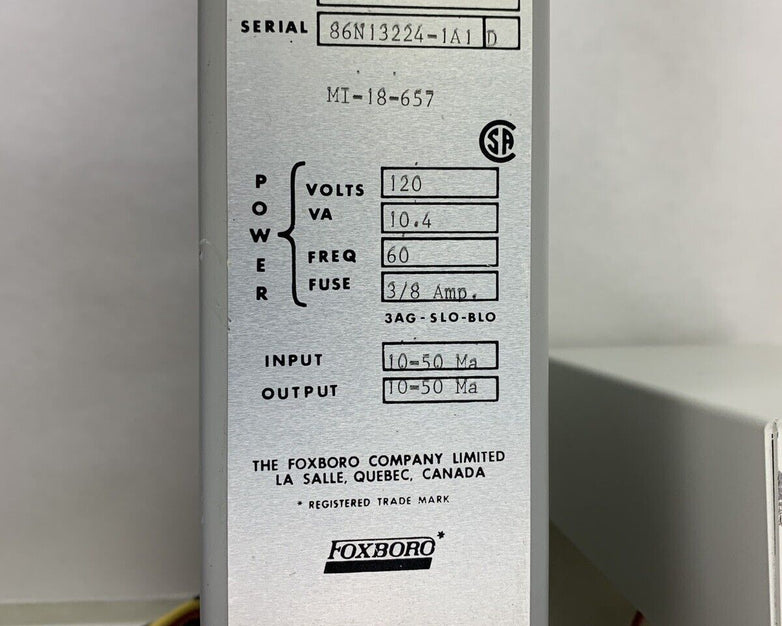 SERIAL 86N13224-1A1 D
MI-18-657
SA
POWER
VOLTS 120
VA 10.4
FREQ 60
FUSE 3/8 Amp.
3AG-SLO-BLO
INPUT 10-50 Ma
OUTPUT 10-50 Ma
THE FOXBORO COMPANY LIMITED
LA SALLE, QUEBEC, CANADA
* REGISTERED TRADE MARK
FOXBORO*